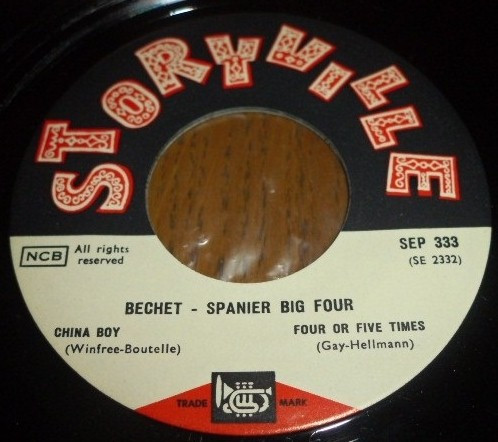 STORYVILLE
NCB
All rights
reserved
SEP 333
(SE 2332)
BECHET - SPANIER BIG FOUR
CHINA BOY
(Winfree-Boutelle)
FOUR OR FIVE TIMES
(Gay-Hellmann)
TRADE MARK